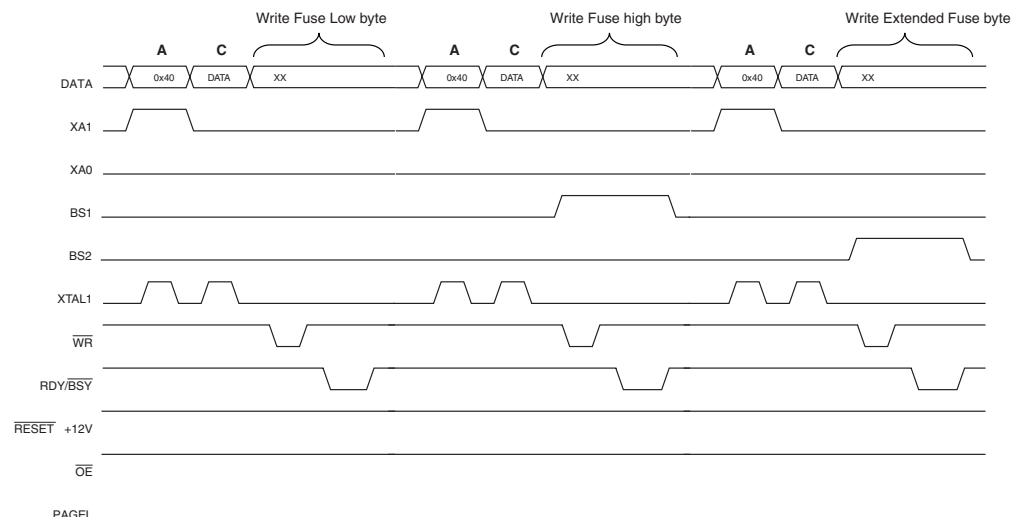 Write Fuse Low byte Write Fuse high byte Write Extended Fuse byte
A C A C A C
DATA 0x40 DATA XX 0x40 DATA XX 0x40 DATA XX
XA1
XA0
BS1
BS2
XTAL1
WR
RDY/BSY
RESET +12V
OE
PAGEL